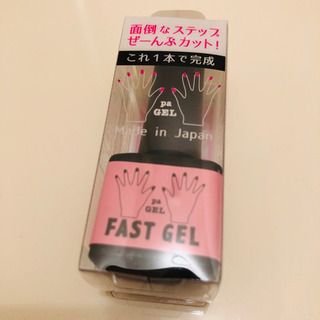 面倒なステップ
ぜーんぶカット!
これ1本で完成
pa
GEL
Made in Japan
pa
GEL
FAST GEL